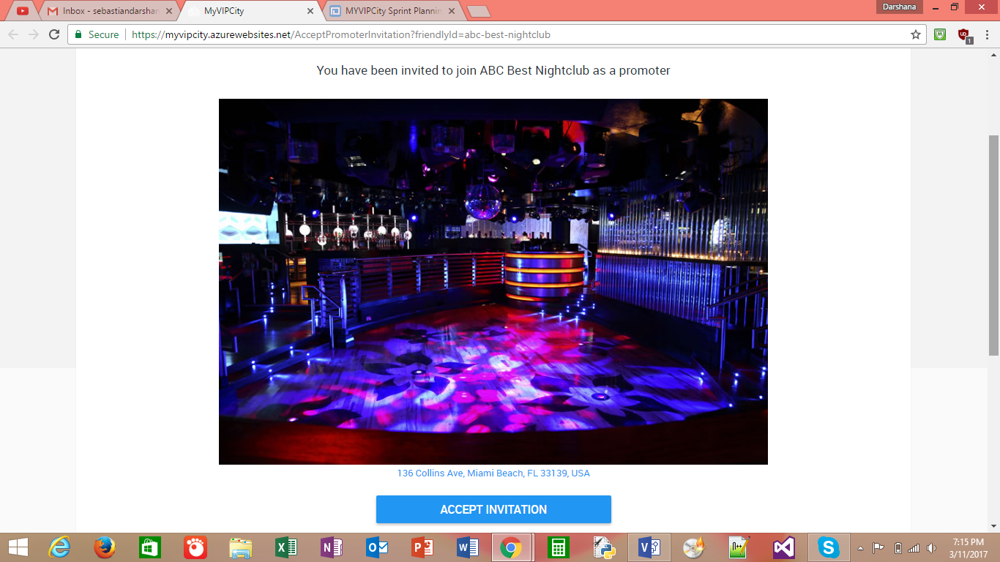 Darshana
Inbox - sebastiandarshan
MyVIPCity
MYVIPCity Sprint Plannin
Secure
https://myvipcity.azurewebsites.net/AcceptPromoterInvitation?friendlyId=abc-best-nightclub
1
You have been invited to join ABC Best Nightclub as a promoter
136 Collins Ave, Miami Beach, FL 33139, USA
ACCEPT INVITATION
7:15 PM
3/11/2017